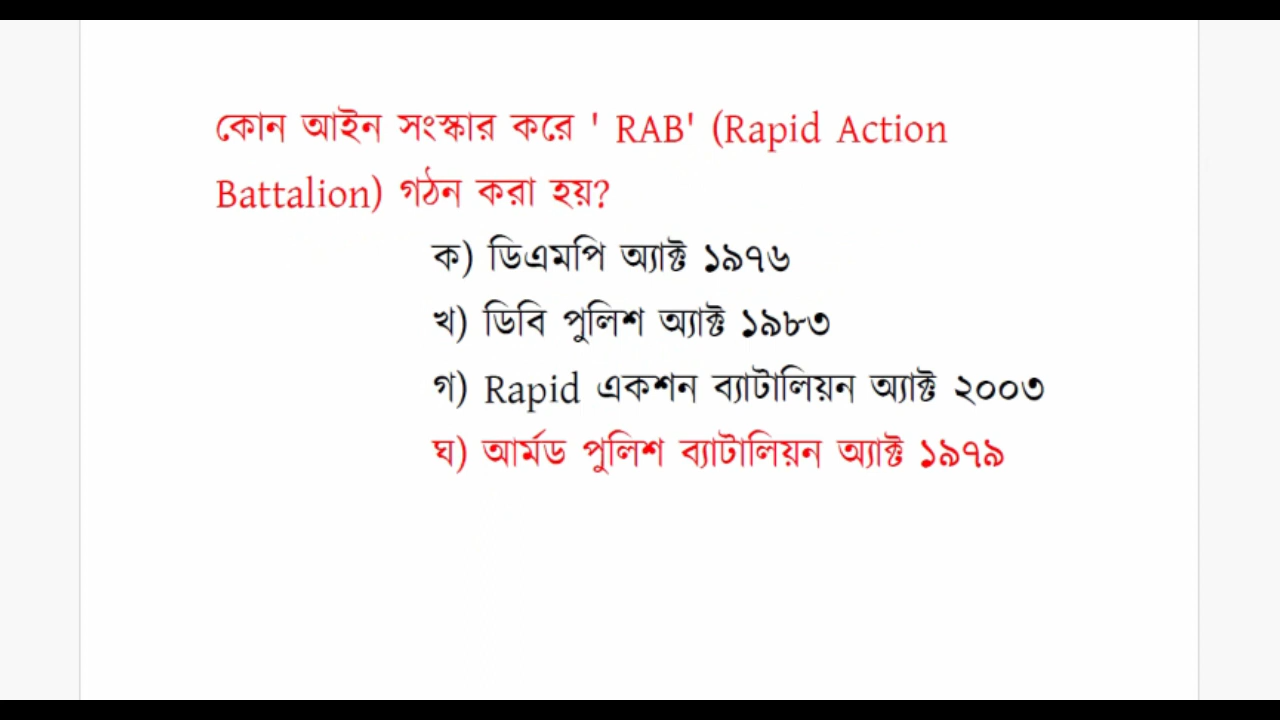 কোন আইন সংস্কার করে ' RAB' (Rapid Action
Battalion) গঠন করা হয়?
ক) ডিএমপি অ্যাক্ট ১৯৭৬
খ) ডিবি পুলিশ অ্যাক্ট ১৯৮৩
গ) Rapid একশন ব্যাটালিয়ন অ্যাক্ট ২০০৩
ঘ) আর্মড পুলিশ ব্যাটালিয়ন অ্যাক্ট ১৯৭৯